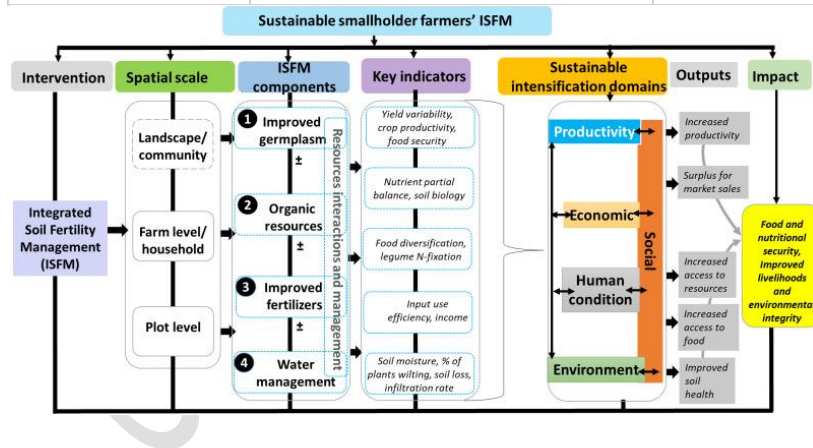 Sustainable smallholder farmers' ISFM
Intervention
Spatial scale
ISFM
components
Key indicators
Sustainable
intensification domains
Outputs
Impact
Integrated
Soil Fertility
Management
(ISFM)
Landscape/
community
Farm level/
household
Plot level
1
Improved
germplasm
±
2
Organic
resources
±
3
Improved
fertilizers
±
4
Water
management
Resources interactions and management
Yield variability,
crop productivity,
food security
Nutrient partial
balance, soil biology
Food diversification,
legume N-fixation
Input use
efficiency, income
Soil moisture, % of
plants wilting, soil loss,
infiltration rate
Productivity
Economic
Human
condition
Environment
Social
Increased
productivity
Surplus for
market sales
Increased
access to
resources
Increased
access to
food
Improved
soil
health
Food and
nutritional
security,
Improved
livelihoods
and
environmental
integrity